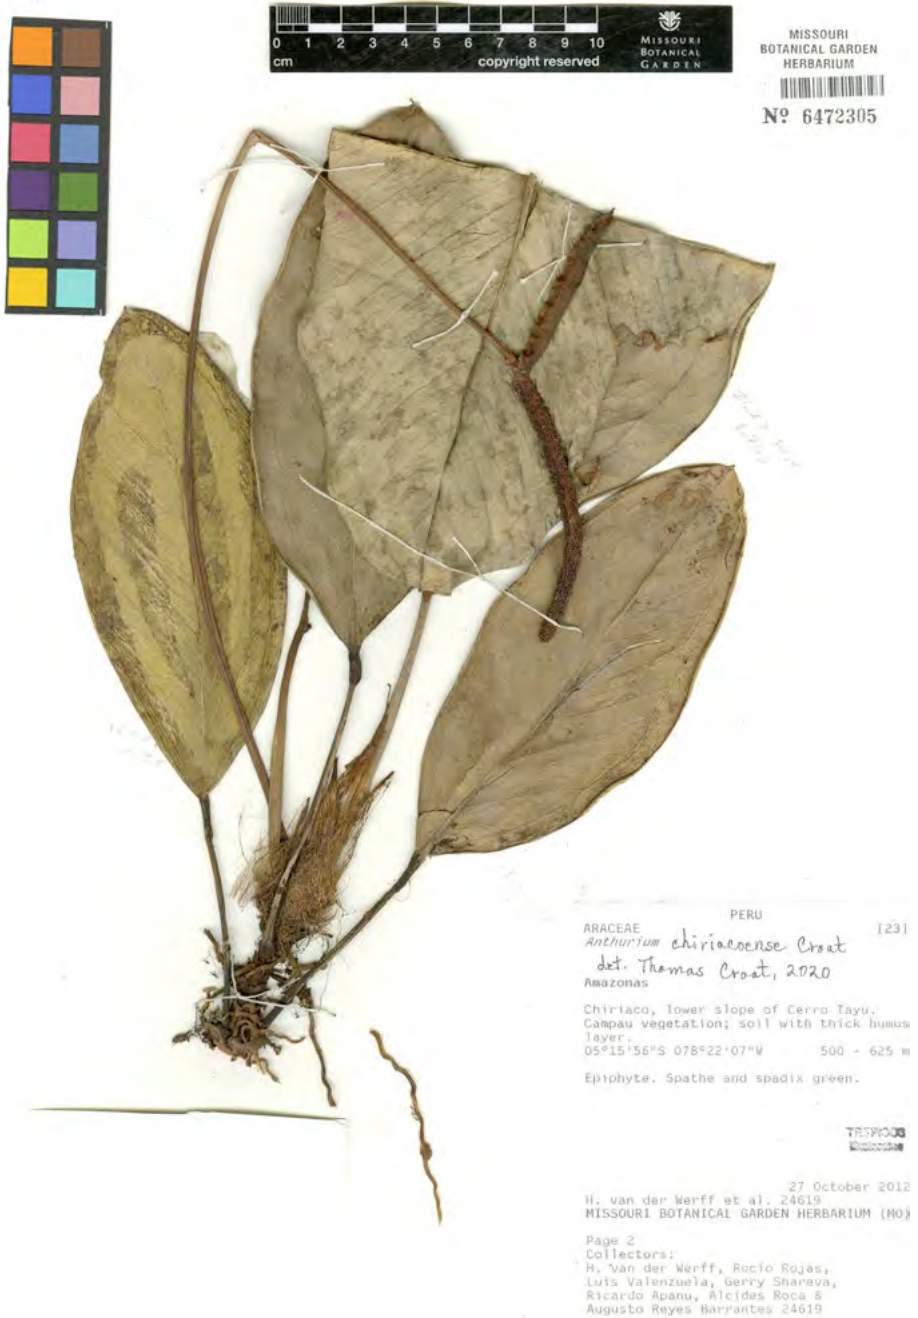 0 1 2 3 4 5 6 7 8 9 10
cm copyright reserved
MISSOURI
BOTANICAL
GARDEN
MISSOURI
BOTANICAL GARDEN
HERBARIUM
Nº 6472305
PERU
ARACEAE [23]
Anthurium chiriacoense Croat
det. Thomas Croat, 2020
Amazonas
Chiriaco, lower slope of Cerro Tayu.
Campau vegetation; soil with thick humus
layer.
05°15'56"S 078°22'07"W 500 - 625 m
Epiphyte. Spathe and spadix green.
TROPICOS
27 October 2012
H. van der Werff et al. 24619
MISSOURI BOTANICAL GARDEN HERBARIUM (MO)
Page 2
Collectors:
H. van der Werff, Rocío Rojas,
Luis Valenzuela, Gerry Shareva,
Ricardo Apanu, Alcides Roca &
Augusto Reyes Barrantes 24619